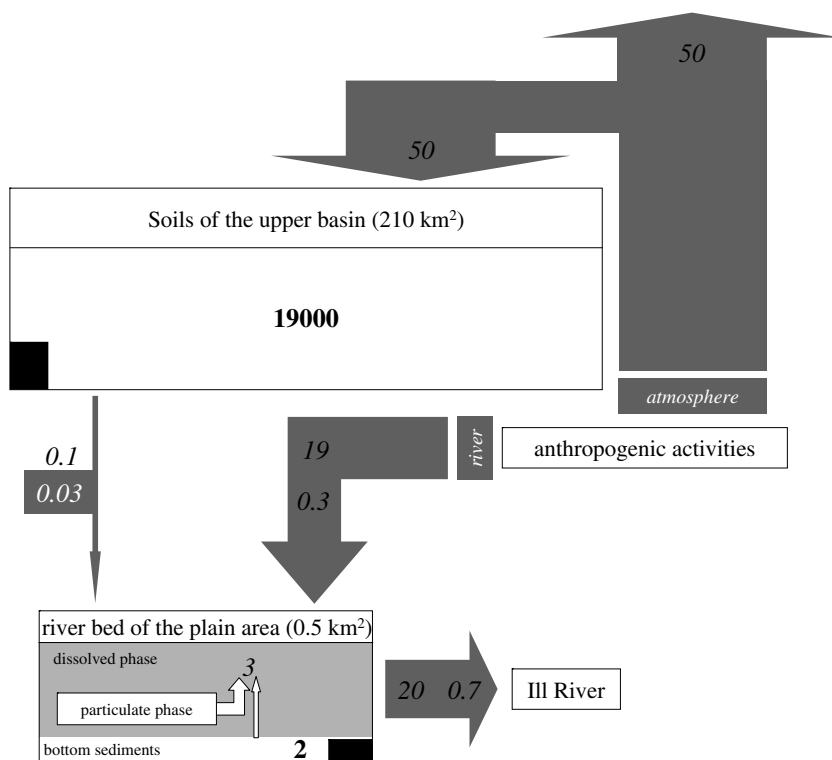 50
50
Soils of the upper basin (210 km²)
19000
atmosphere
river
anthropogenic activities
0.1
0.03
19
0.3
river bed of the plain area (0.5 km²)
dissolved phase
3
particulate phase
bottom sediments
2
20 0.7
Ill River